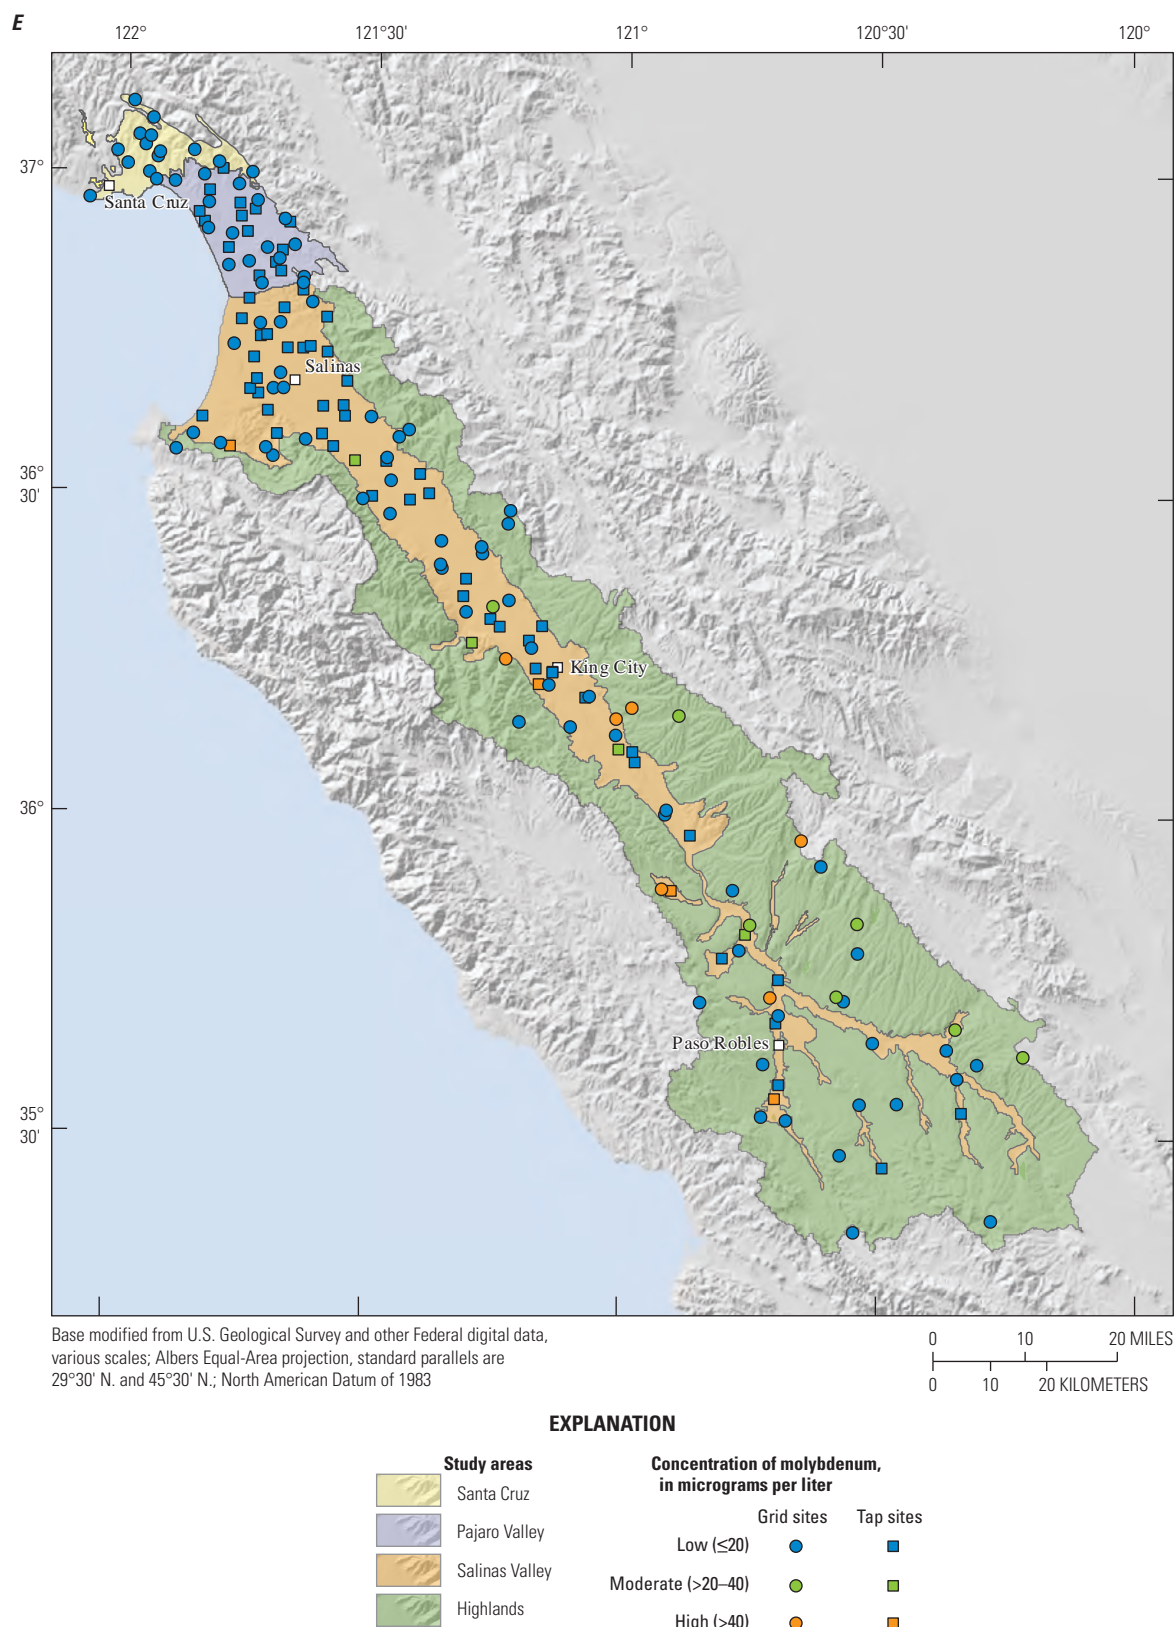 E
122° 121°30' 121° 120°30' 120°
37°
Santa Cruz
Salinas
36°
30'
King City
36°
Paso Robles
35°
30'
Base modified from U.S. Geological Survey and other Federal digital data,
various scales; Albers Equal-Area projection, standard parallels are
29°30' N. and 45°30' N.; North American Datum of 1983
0 10 20 MILES
0 10 20 KILOMETERS
EXPLANATION
Study areas
Santa Cruz
Pajaro Valley
Salinas Valley
Highlands
Concentration of molybdenum,
in micrograms per liter
Grid sites Tap sites
Low (≤20)
Moderate (>20–40)
High (>40)